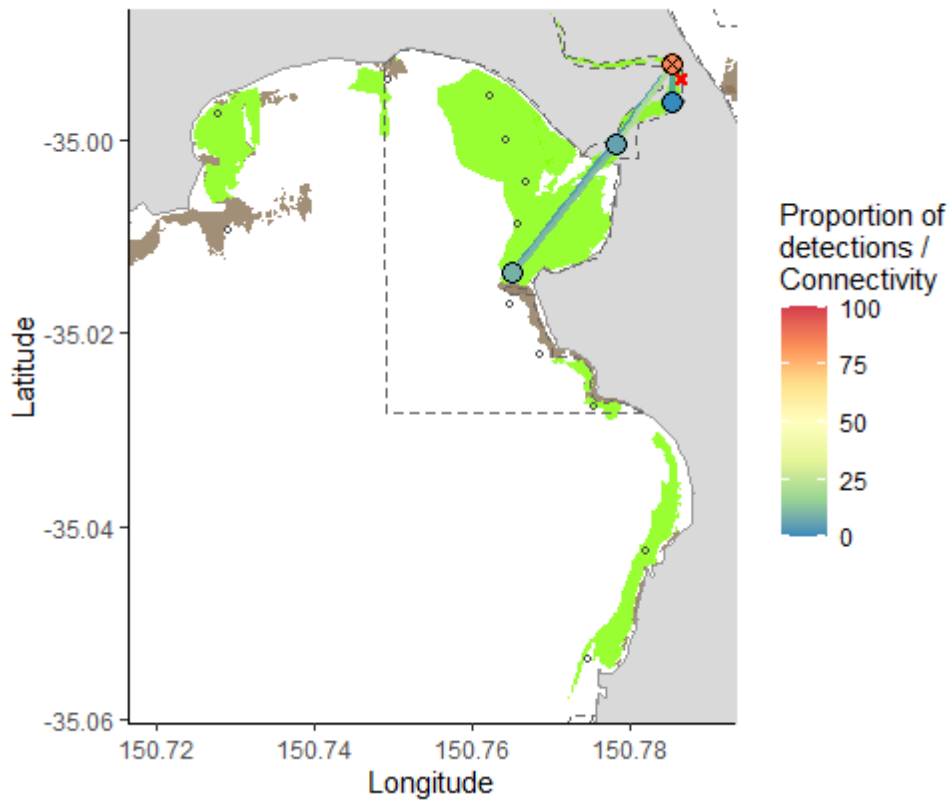 -35.00
-35.02
-35.04
-35.06
Latitude
150.72 150.74 150.76 150.78
Longitude
Proportion of
detections /
Connectivity
100
75
50
25
0